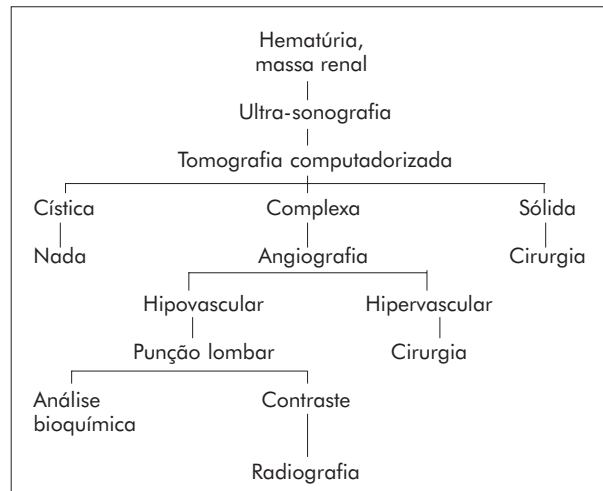 Hematúria,
massa renal
Ultra-sonografia
Tomografia computadorizada
Cística
Complexa
Sólida
Nada
Angiografia
Cirurgia
Hipovascular
Hipervascular
Punção lombar
Cirurgia
Análise
bioquímica
Contraste
Radiografia